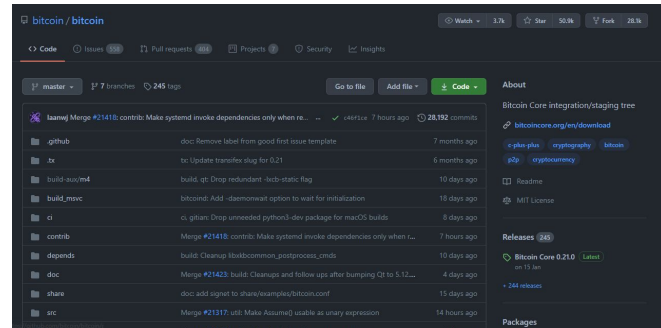 bitcoin / bitcoin
Watch 3.7k Star 50.9k Fork 28.1k
Code Issues 358 Pull requests 404 Projects 7 Security Insights
master 7 branches 245 tags Go to file Add file Code
laanwj Merge #21418: contrib: Make systemd invoke dependencies only when re... ... c46f1ce 7 hours ago 28,192 commits
.github doc: Remove label from good first issue template 7 months ago
.tx tx: Update transifex slug for 0.21 6 months ago
build-aux/m4 build, qt: Drop redundant -lxcb-static flag 10 days ago
build_msvc bitcoind: Add -daemonwait option to wait for initialization 18 days ago
ci ci, gitian: Drop unneeded python3-dev package for macOS builds 8 days ago
contrib Merge #21418: contrib: Make systemd invoke dependencies only when r... 7 hours ago
depends build: Cleanup libxkbcommon_postprocess_cmds 10 days ago
doc Merge #21423: build: Cleanups and follow ups after bumping Qt to 5.12.... 4 days ago
share doc: add signet to share/examples/bitcoin.conf 15 days ago
src Merge #21317: util: Make Assume() usable as unary expression 14 hours ago
About
Bitcoin Core integration/staging tree
bitcoincore.org/en/download
c-plus-plus cryptography bitcoin
p2p cryptocurrency
Readme
MIT License
Releases 245
Bitcoin Core 0.21.0 Latest
on 15 Jan
+ 244 releases
Packages